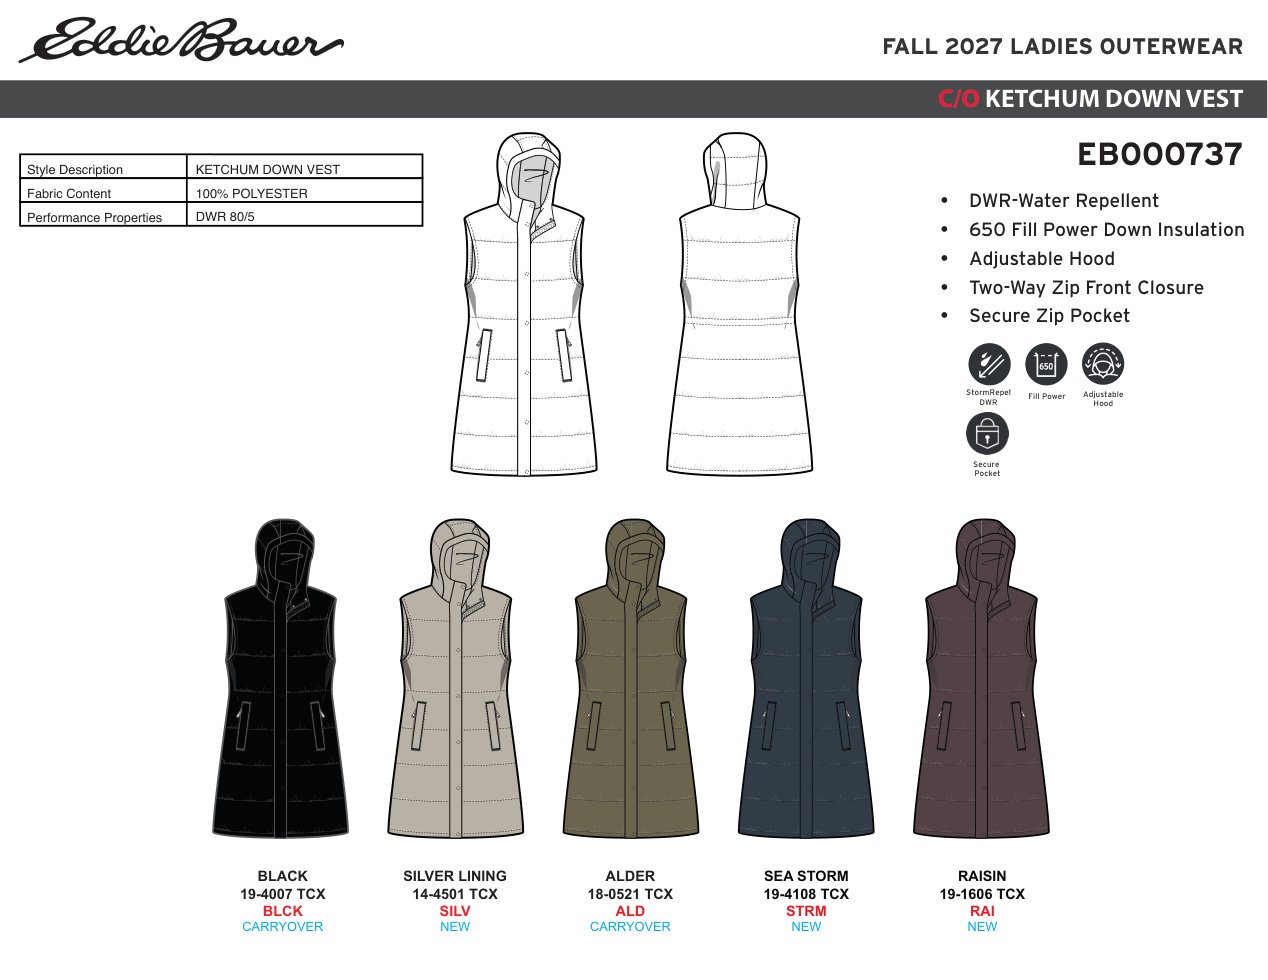 Eddie Bauer
FALL 2027 LADIES OUTERWEAR
C/O KETCHUM DOWN VEST
EB000737
Style Description KETCHUM DOWN VEST
Fabric Content 100% POLYESTER
Performance Properties DWR 80/5
• DWR-Water Repellent
• 650 Fill Power Down Insulation
• Adjustable Hood
• Two-Way Zip Front Closure
• Secure Zip Pocket
650
StormRepel
DWR
Fill Power
Adjustable
Hood
Secure
Pocket
BLACK
19-4007 TCX
BLCK
CARRYOVER
SILVER LINING
14-4501 TCX
SILV
NEW
ALDER
18-0521 TCX
ALD
CARRYOVER
SEA STORM
19-4108 TCX
STRM
NEW
RAISIN
19-1606 TCX
RAI
NEW